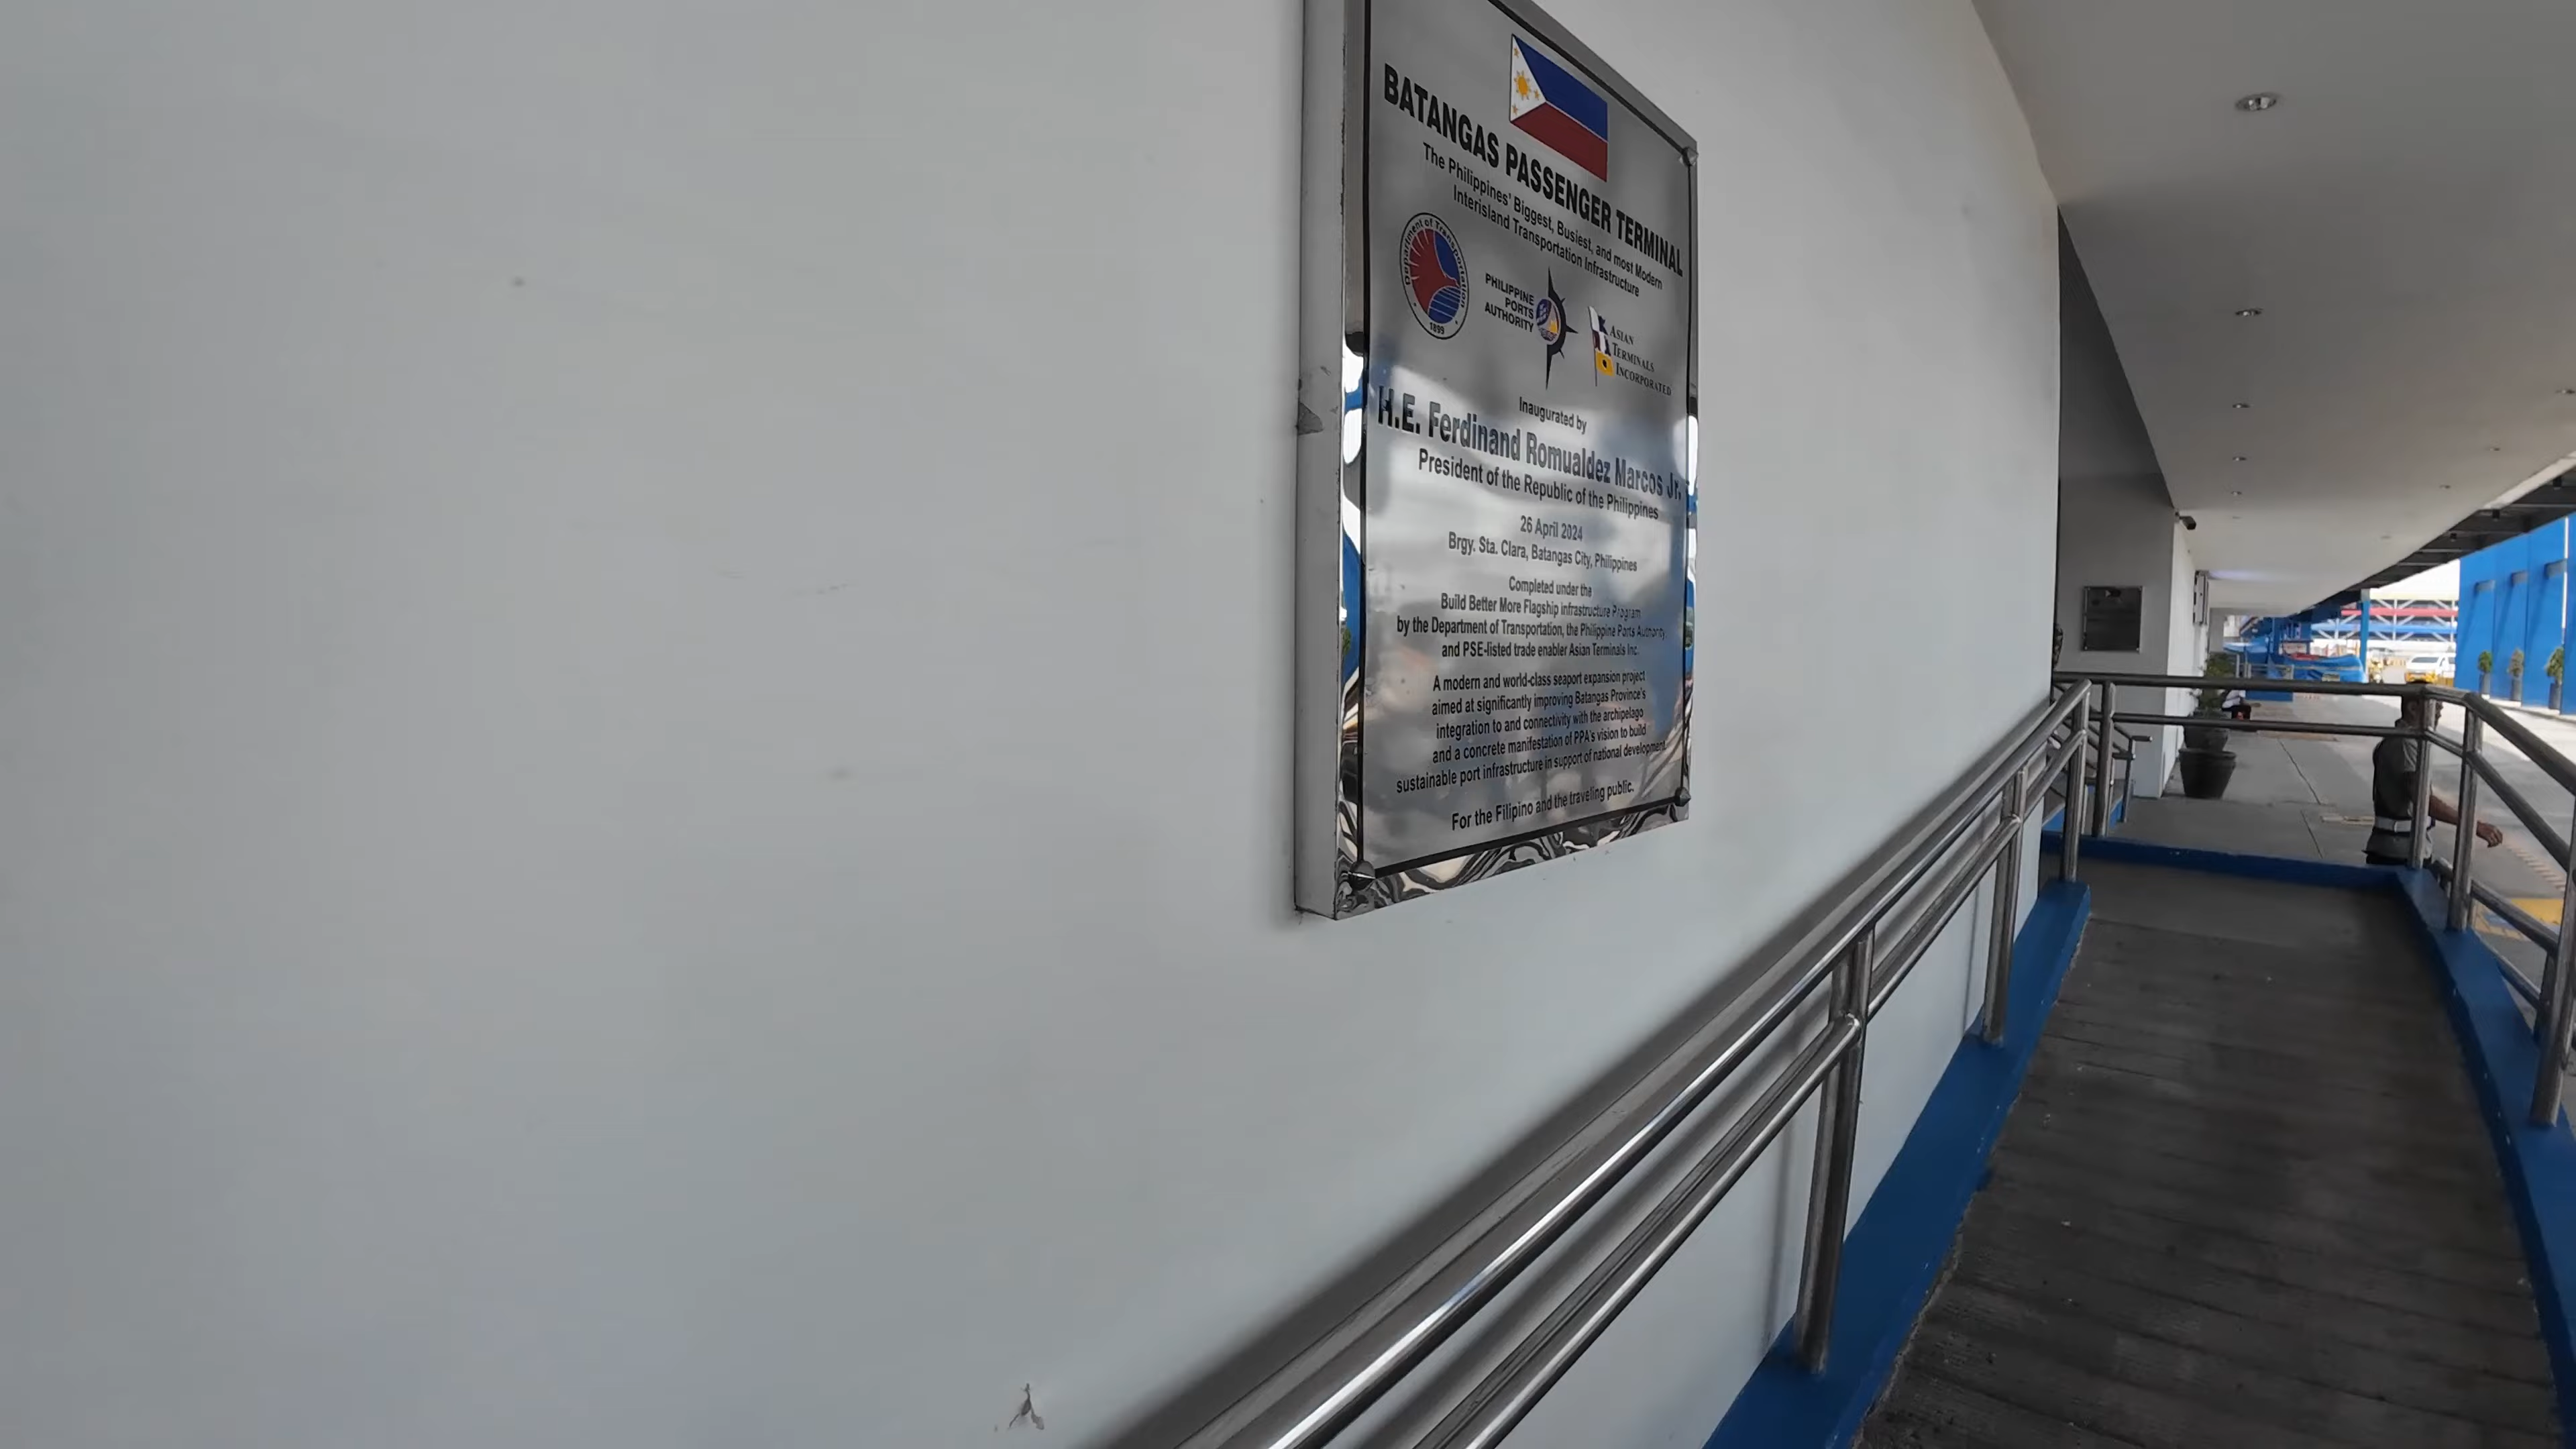 BATANGAS PASSENGER TERMINAL
The Philippines' Biggest, Busiest, and most Modern
Interisland Transportation Infrastructure
Department of Transportation
1899
PHILIPPINE
PORTS
AUTHORITY
ASIAN
TERMINALS
INCORPORATED
Inaugurated by
H.E. Ferdinand Romualdez Marcos Jr.
President of the Republic of the Philippines
26 April 2024
Brgy. Sta. Clara, Batangas City, Philippines
Completed under the
Build Better More Flagship infrastructure Program
by the Department of Transportation, the Philippine Ports Authority,
and PSE-listed trade enabler Asian Terminals Inc.
A modern and world-class seaport expansion project
aimed at significantly improving Batangas Province's
integration to and connectivity with the archipelago
and a concrete manifestation of PPA's vision to build
sustainable port infrastructure in support of national development
For the Filipino and the traveling public.